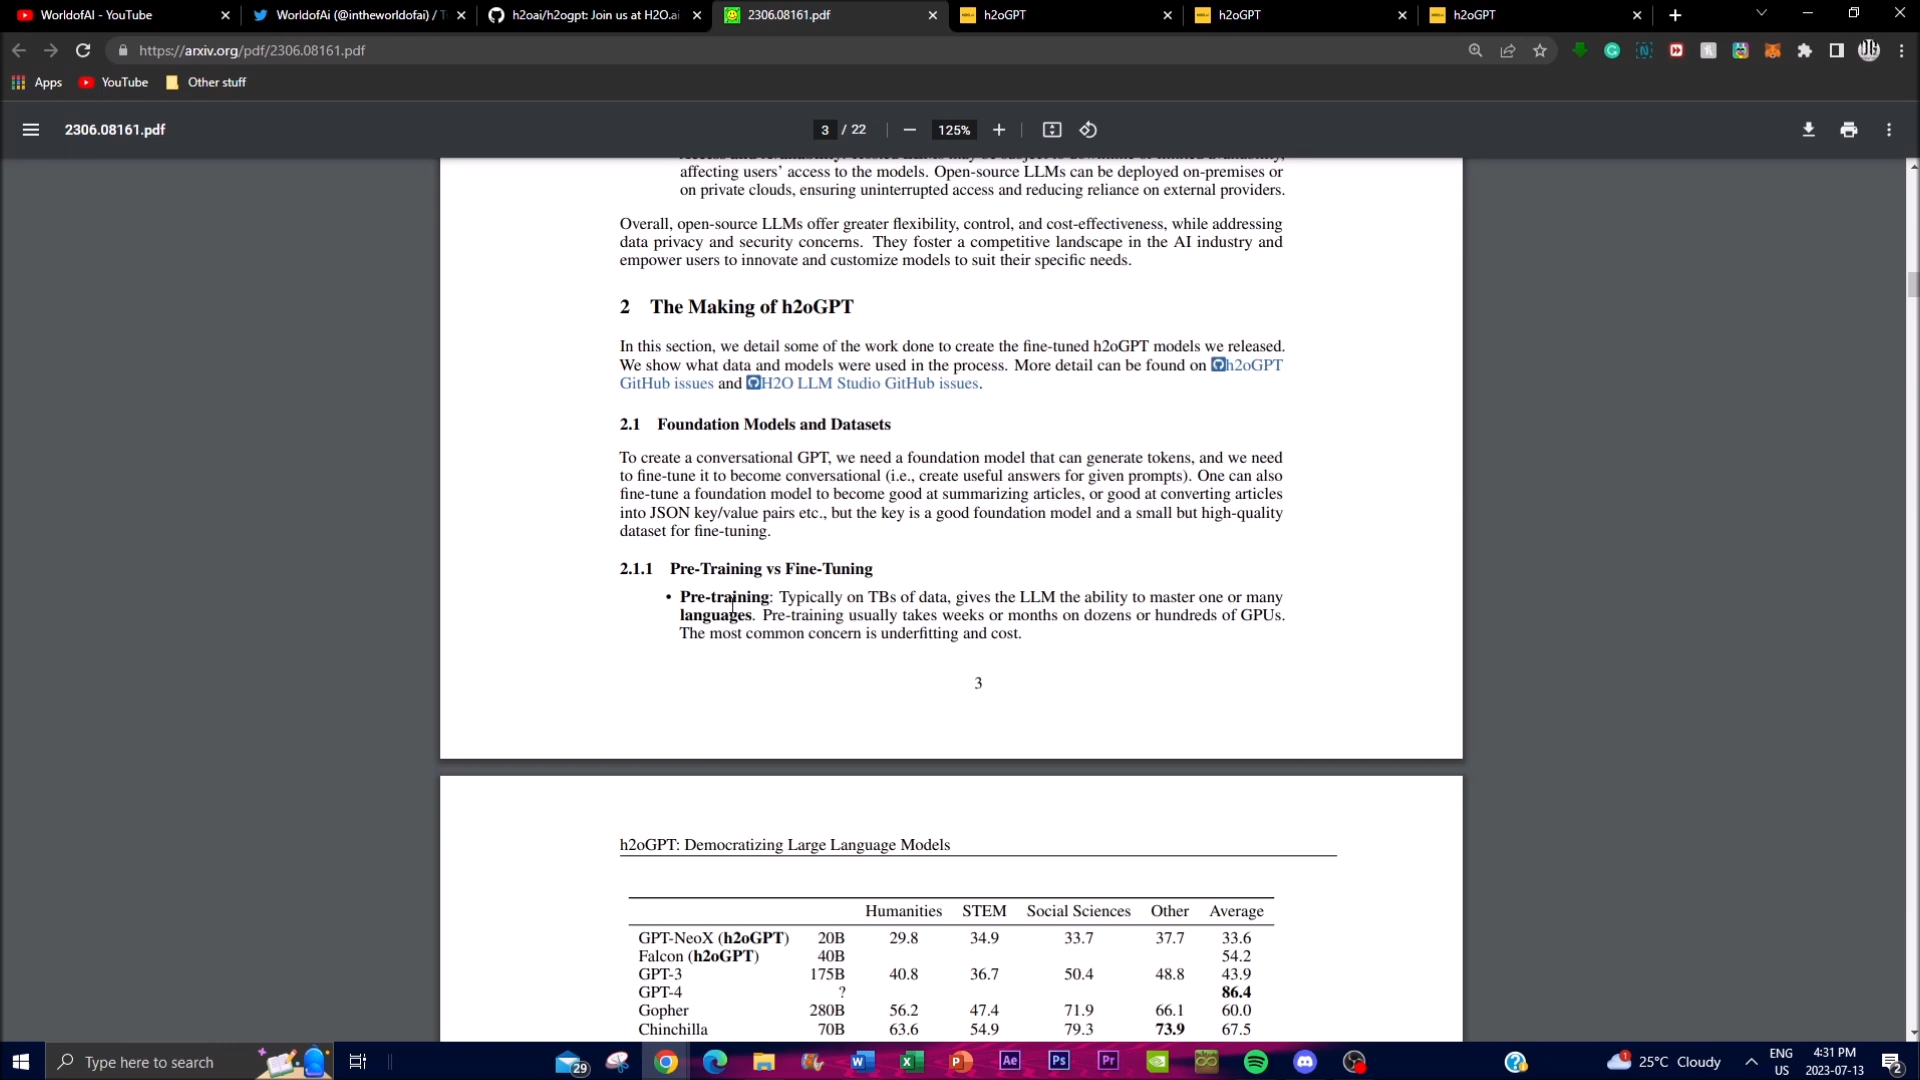 WorldofAI - YouTube
WorldofAi (@intheworldofai) / T
h2oai/h2ogpt: Join us at H2O.ai
2306.08161.pdf
h2oGPT
h2oGPT
h2oGPT
https://arxiv.org/pdf/2306.08161.pdf
Apps
YouTube
Other stuff
2306.08161.pdf
3 / 22
125%
affecting users' access to the models. Open-source LLMs can be deployed on-premises or
on private clouds, ensuring uninterrupted access and reducing reliance on external providers.
Overall, open-source LLMs offer greater flexibility, control, and cost-effectiveness, while addressing
data privacy and security concerns. They foster a competitive landscape in the AI industry and
empower users to innovate and customize models to suit their specific needs.
2 The Making of h2oGPT
In this section, we detail some of the work done to create the fine-tuned h2oGPT models we released.
We show what data and models were used in the process. More detail can be found on h2oGPT
GitHub issues and H2O LLM Studio GitHub issues.
2.1 Foundation Models and Datasets
To create a conversational GPT, we need a foundation model that can generate tokens, and we need
to fine-tune it to become conversational (i.e., create useful answers for given prompts). One can also
fine-tune a foundation model to become good at summarizing articles, or good at converting articles
into JSON key/value pairs etc., but the key is a good foundation model and a small but high-quality
dataset for fine-tuning.
2.1.1 Pre-Training vs Fine-Tuning
• Pre-training: Typically on TBs of data, gives the LLM the ability to master one or many
languages. Pre-training usually takes weeks or months on dozens or hundreds of GPUs.
The most common concern is underfitting and cost.
3
h2oGPT: Democratizing Large Language Models
Humanities STEM Social Sciences Other Average
GPT-NeoX (h2oGPT) 20B 29.8 34.9 33.7 37.7 33.6
Falcon (h2oGPT) 40B 54.2
GPT-3 175B 40.8 36.7 50.4 48.8 43.9
GPT-4 ? 86.4
Gopher 280B 56.2 47.4 71.9 66.1 60.0
Chinchilla 70B 63.6 54.9 79.3 73.9 67.5
Type here to search
29
Ae
Ps
Pr
1
25°C Cloudy
ENG
US
4:31 PM
2023-07-13
2